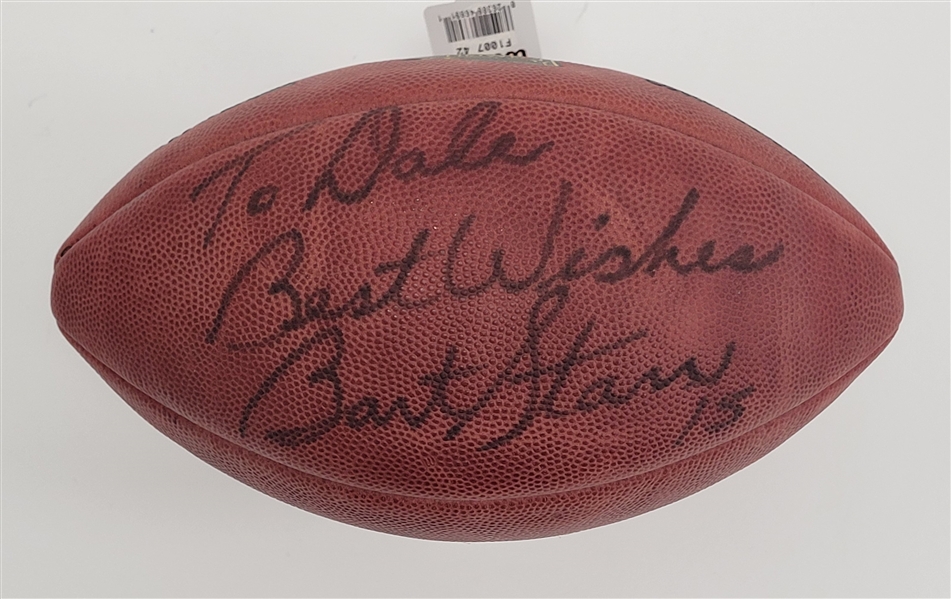 To Dale
Best Wishes
Bart Starr 15
F1007 42